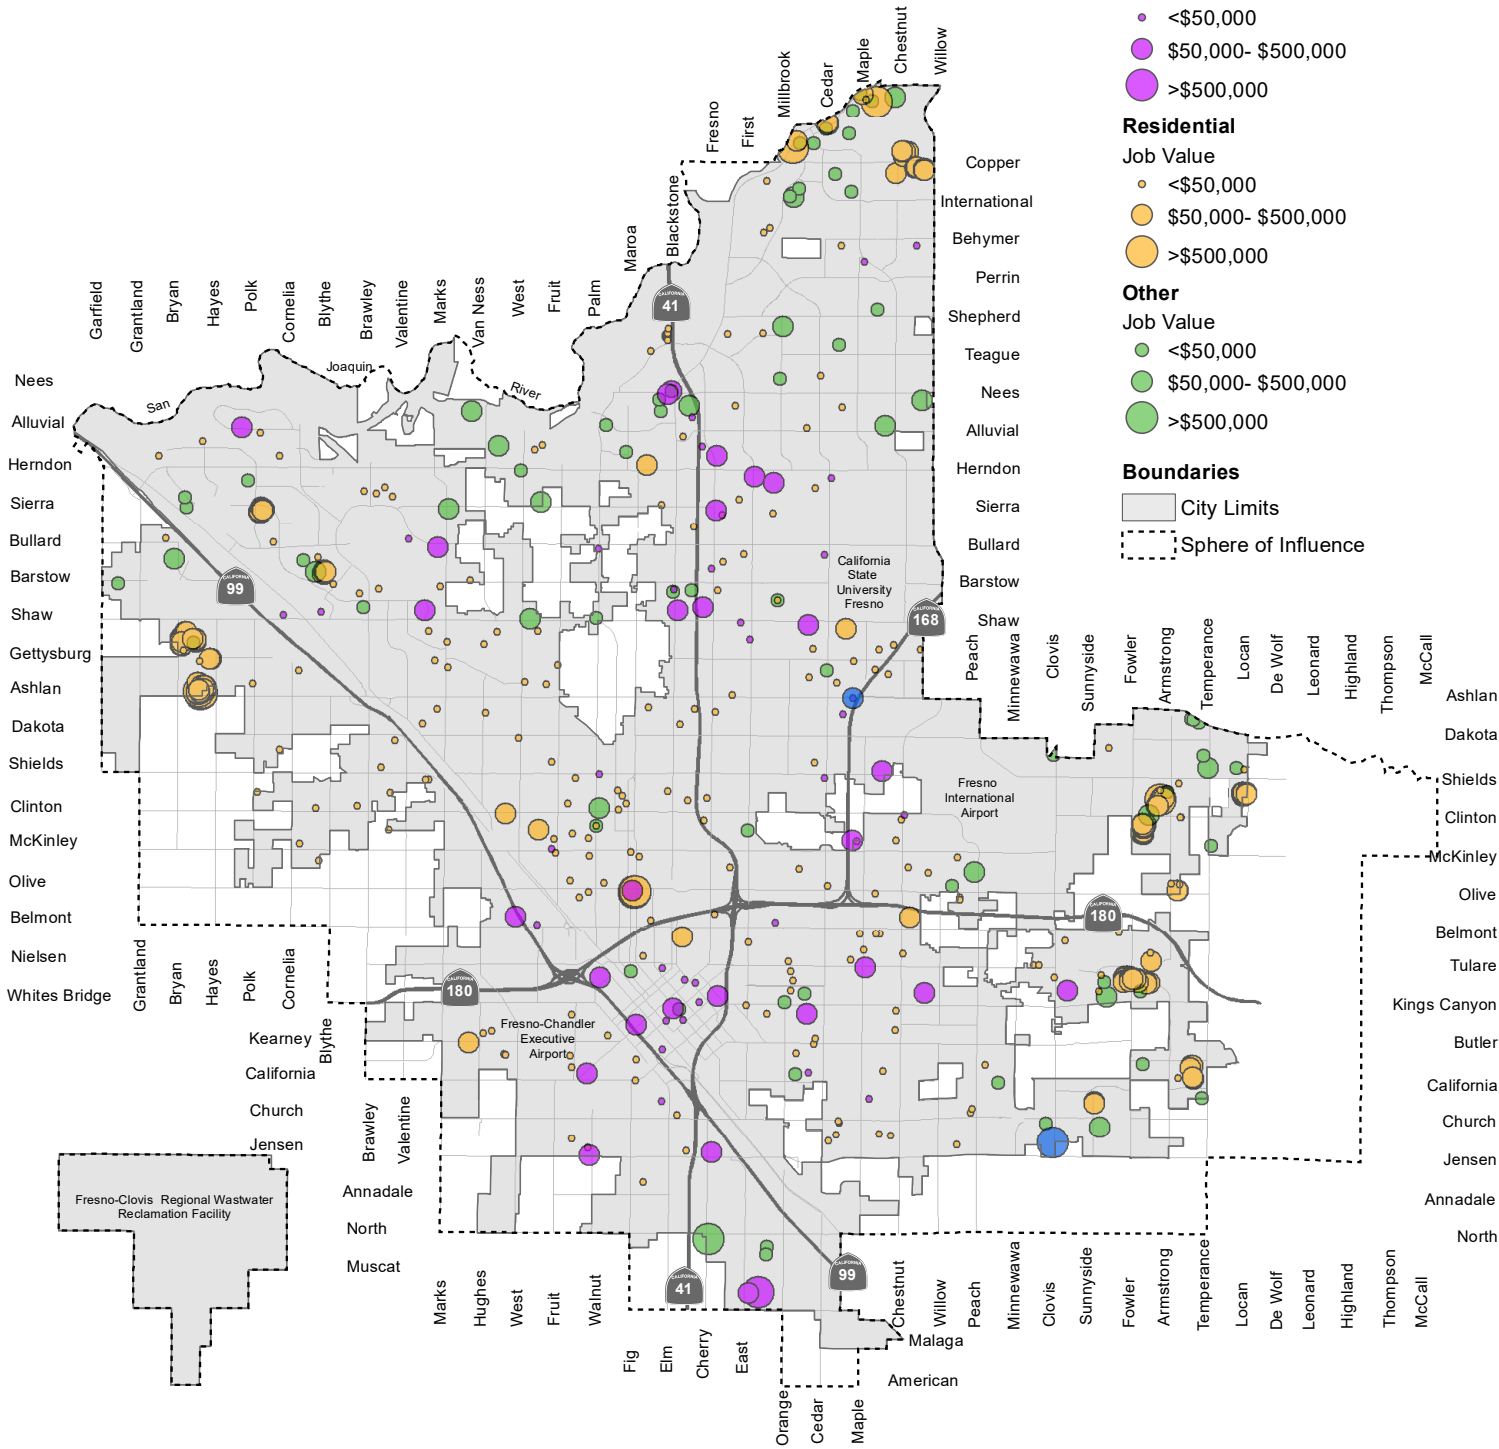 <$50,000
$50,000- $500,000
>$500,000
Residential
Job Value
<$50,000
$50,000- $500,000
>$500,000
Other
Job Value
<$50,000
$50,000- $500,000
>$500,000
Boundaries
City Limits
Sphere of Influence
Millbrook
Cedar
Maple
Chestnut
Willow
Fresno
First
Blackstone
Maroa
Garfield
Grantland
Bryan
Hayes
Polk
Cornelia
Blythe
Brawley
Valentine
Marks
Van Ness
West
Fruit
Palm
Copper
International
Behymer
Perrin
Shepherd
Teague
Nees
Alluvial
Herndon
Sierra
Bullard
Barstow
Shaw
Nees
Alluvial
Herndon
Sierra
Bullard
Barstow
Shaw
Gettysburg
Ashlan
Dakota
Shields
Clinton
McKinley
Olive
Belmont
Nielsen
Whites Bridge
San
Joaquin
River
CALIFORNIA
41
CALIFORNIA
99
CALIFORNIA
168
California
State
University
Fresno
Peach
Minnewawa
Clovis
Sunnyside
Fowler
Armstrong
Temperance
Locan
De Wolf
Leonard
Highland
Thompson
McCall
Ashlan
Dakota
Shields
Clinton
McKinley
Olive
Belmont
Tulare
Kings Canyon
Butler
California
Church
Jensen
Annadale
North
Fresno
International
Airport
CALIFORNIA
180
CALIFORNIA
180
Fresno-Chandler
Executive
Airport
Grantland
Bryan
Hayes
Polk
Cornelia
Blythe
Kearney
California
Church
Jensen
Brawley
Valentine
Annadale
North
Muscat
Fresno-Clovis Regional Wastwater
Reclamation Facility
Marks
Hughes
West
Fruit
Walnut
CALIFORNIA
41
CALIFORNIA
99
Fig
Elm
Cherry
East
Orange
Cedar
Maple
Chestnut
Willow
Peach
Minnewawa
Clovis
Sunnyside
Fowler
Armstrong
Temperance
Locan
De Wolf
Leonard
Highland
Thompson
McCall
Malaga
American